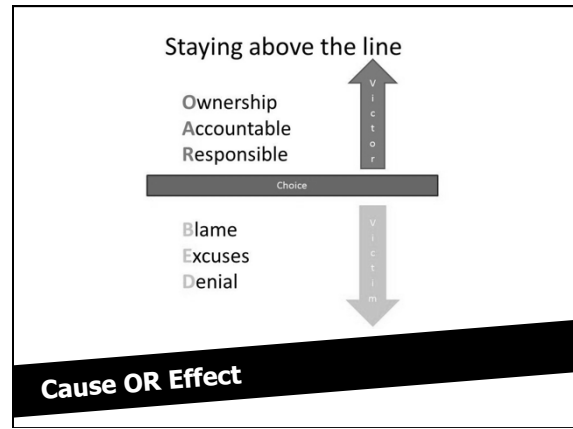 Staying above the line
Ownership
Accountable
Responsible
Victor
Choice
Blame
Excuses
Denial
Victim
Cause OR Effect